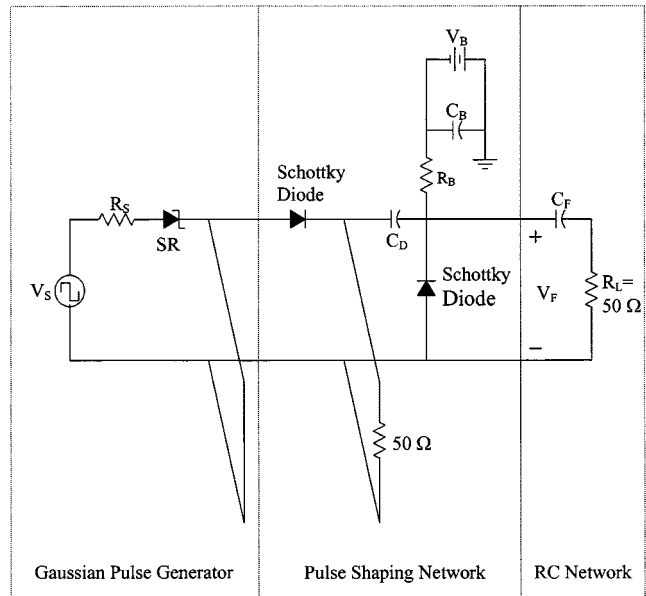 V_B
C_B
Schottky
Diode
R_S
R_B
C_F
SR
C_D
+
V_S
Schottky
Diode
V_F
R_L=
50 Ω
−
50 Ω
Gaussian Pulse Generator
Pulse Shaping Network
RC Network